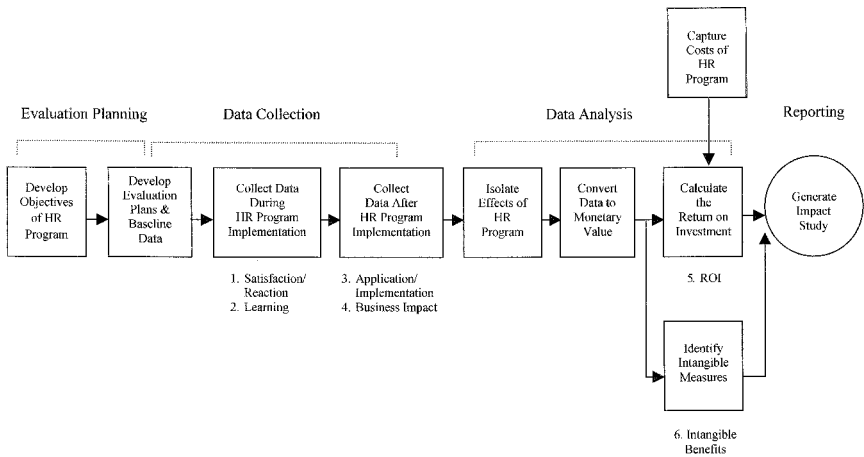 Capture
Costs of
HR
Program
Evaluation Planning
Data Collection
Data Analysis
Reporting
Develop
Objectives
of HR
Program
Develop
Evaluation
Plans &
Baseline
Data
Collect Data
During
HR Program
Implementation
Collect
Data After
HR Program
Implementation
Isolate
Effects of
HR
Program
Convert
Data to
Monetary
Value
Calculate
the
Return on
Investment
Generate
Impact
Study
1. Satisfaction/
Reaction
2. Learning
3. Application/
Implementation
4. Business Impact
5. ROI
Identify
Intangible
Measures
6. Intangible
Benefits